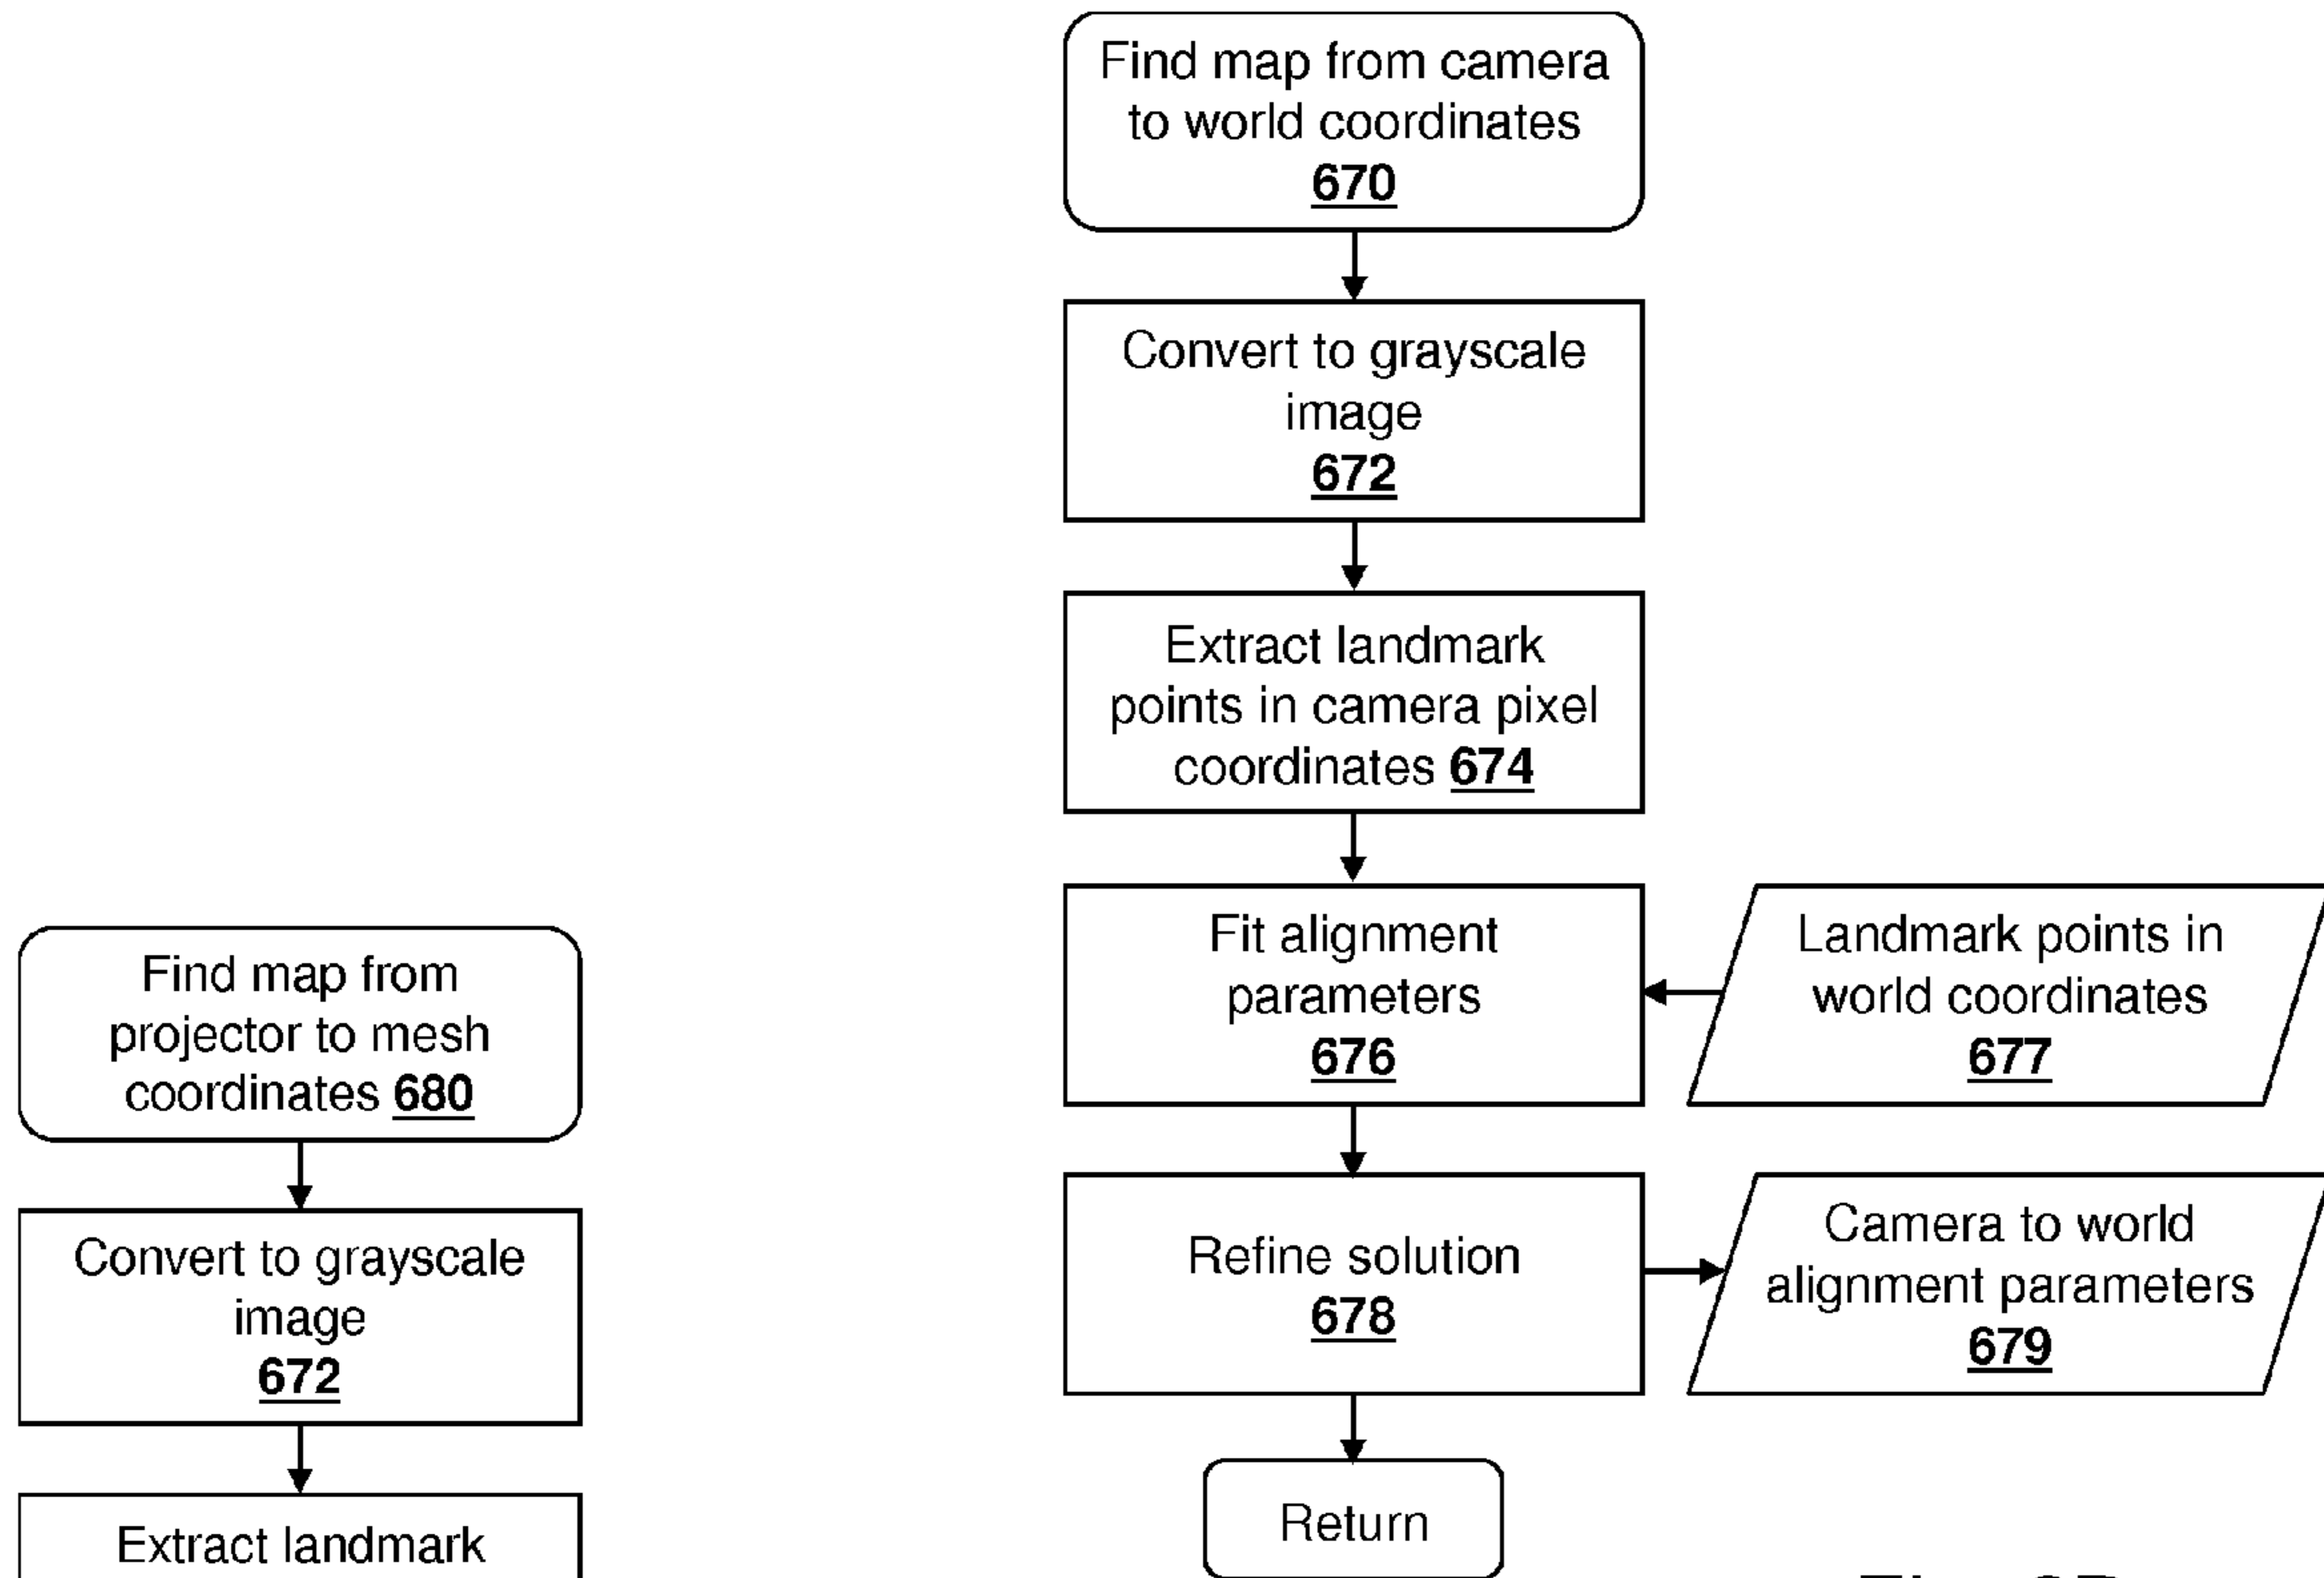 Find map from camera
to world coordinates
670
Convert to grayscale
image
672
Extract landmark
points in camera pixel
coordinates 674
Fit alignment
parameters
676
Landmark points in
world coordinates
677
Refine solution
678
Camera to world
alignment parameters
679
Return
Find map from
projector to mesh
coordinates 680
Convert to grayscale
image
672
Extract landmark